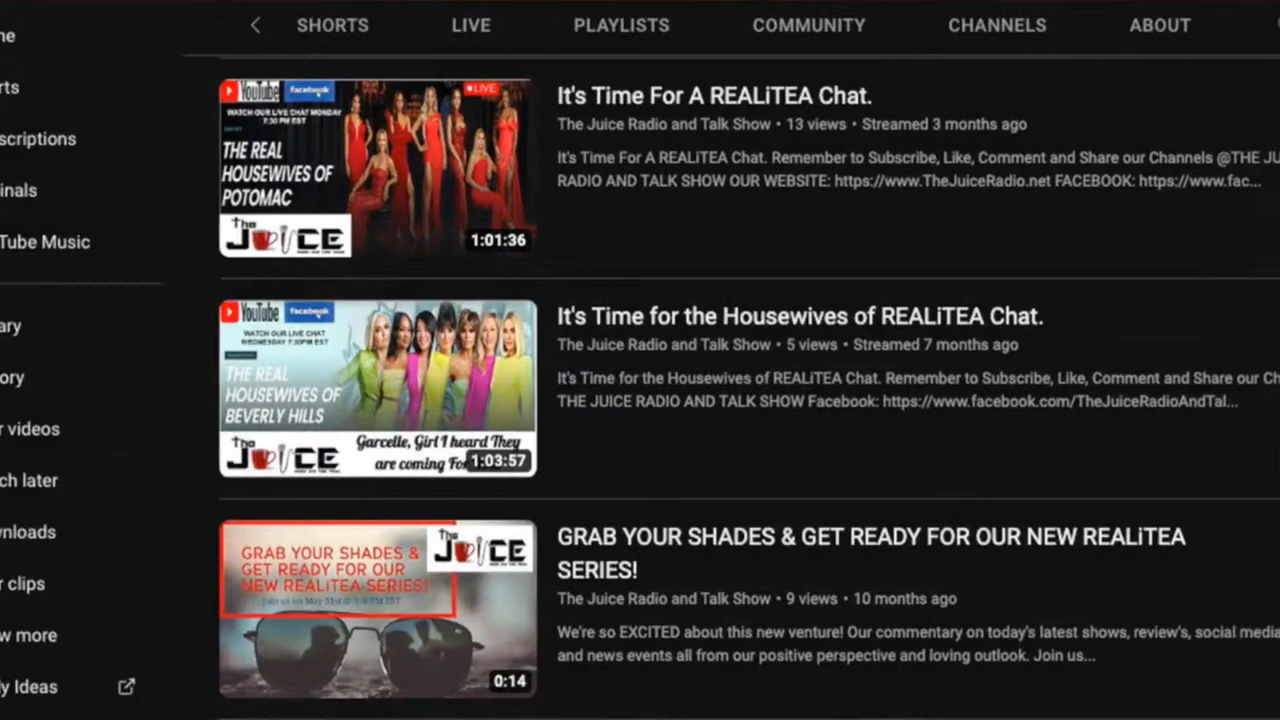 SHORTS LIVE PLAYLISTS COMMUNITY CHANNELS ABOUT
ne
rts
scriptions
inals
Tube Music
ary
ory
r videos
ch later
nloads
r clips
w more
ly Ideas
YouTube facebook LIVE
WATCH OUR LIVE CHAT MONDAY
7:30 PM EST
THE REAL
HOUSEWIVES OF
POTOMAC
The
JUICE
1:01:36
It's Time For A REALiTEA Chat.
The Juice Radio and Talk Show • 13 views • Streamed 3 months ago
It's Time For A REALiTEA Chat. Remember to Subscribe, Like, Comment and Share our Channels @THE JU
RADIO AND TALK SHOW OUR WEBSITE: https://www.TheJuiceRadio.net FACEBOOK: https://www.fac...
YouTube facebook
WATCH OUR LIVE CHAT
WEDNESDAY 7:30PM EST
THE REAL
HOUSEWIVES OF
BEVERLY HILLS
The
JUICE
Garcelle, Girl I heard They
are coming Fo
1:03:57
It's Time for the Housewives of REALiTEA Chat.
The Juice Radio and Talk Show • 5 views • Streamed 7 months ago
It's Time for the Housewives of REALiTEA Chat. Remember to Subscribe, Like, Comment and Share our Ch
THE JUICE RADIO AND TALK SHOW Facebook: https://www.facebook.com/TheJuiceRadioAndTal...
The
JUICE
GRAB YOUR SHADES &
GET READY FOR OUR
NEW REALiTEA SERIES!
Join us on May 31st @
0:14
GRAB YOUR SHADES & GET READY FOR OUR NEW REALiTEA
SERIES!
The Juice Radio and Talk Show • 9 views • 10 months ago
We're so EXCITED about this new venture! Our commentary on today's latest shows, review's, social media
and news events all from our positive perspective and loving outlook. Join us...